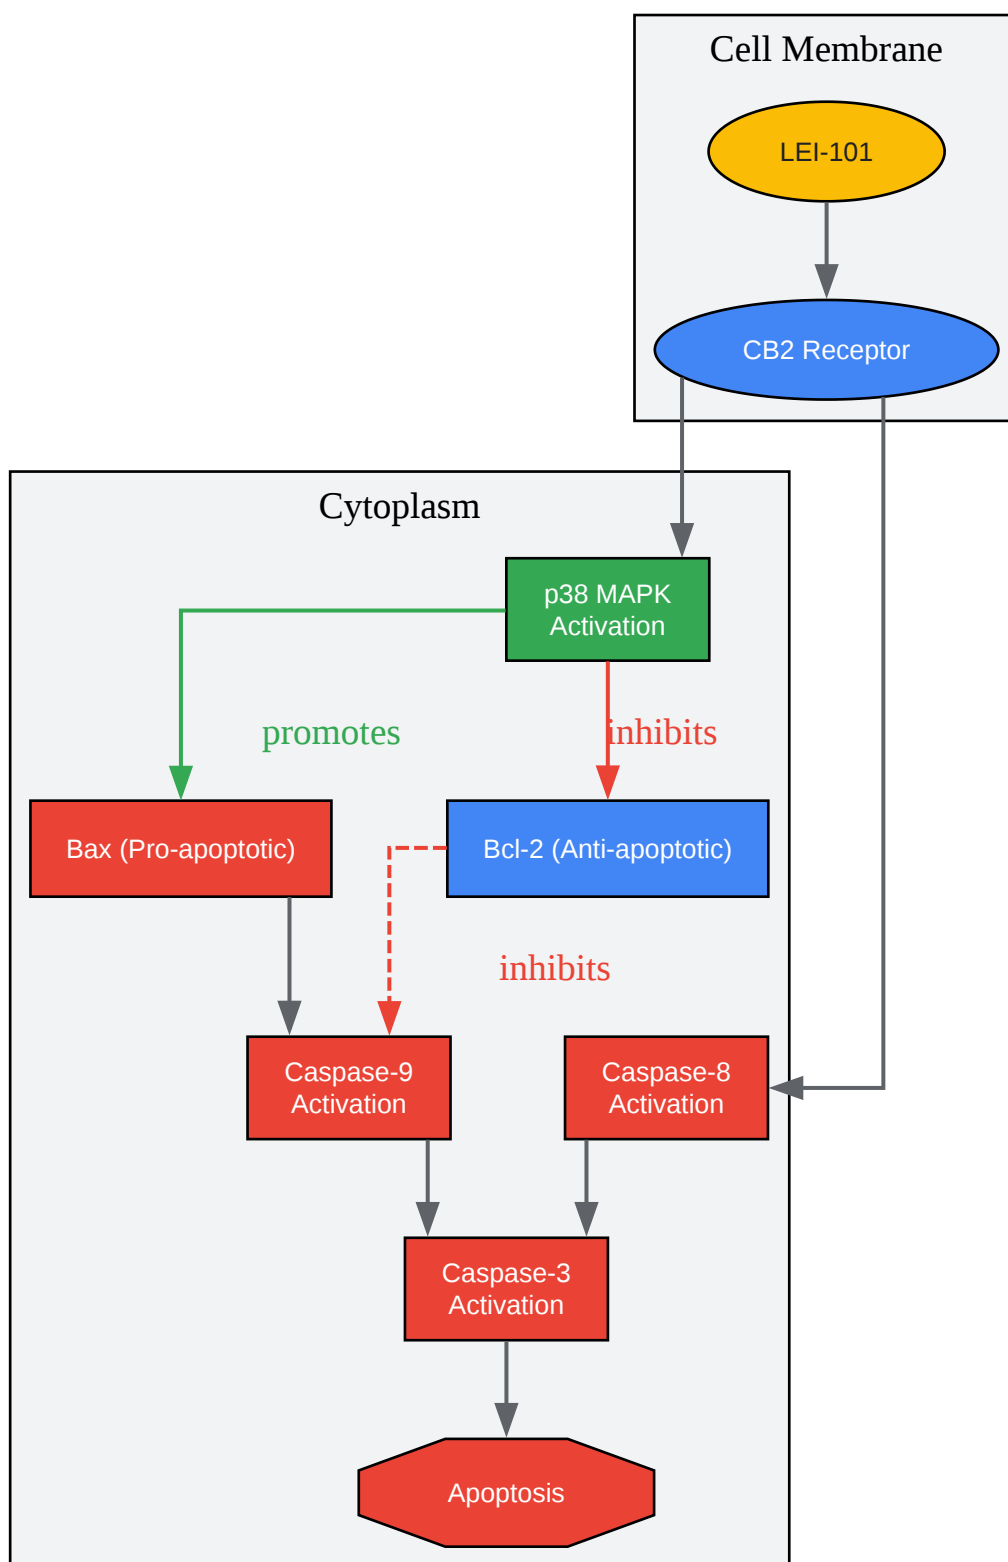 Cell Membrane
LEI-101
CB2 Receptor
Cytoplasm
p38 MAPK
Activation
promotes
inhibits
Bax (Pro-apoptotic)
Bcl-2 (Anti-apoptotic)
inhibits
Caspase-9
Activation
Caspase-8
Activation
Caspase-3
Activation
Apoptosis